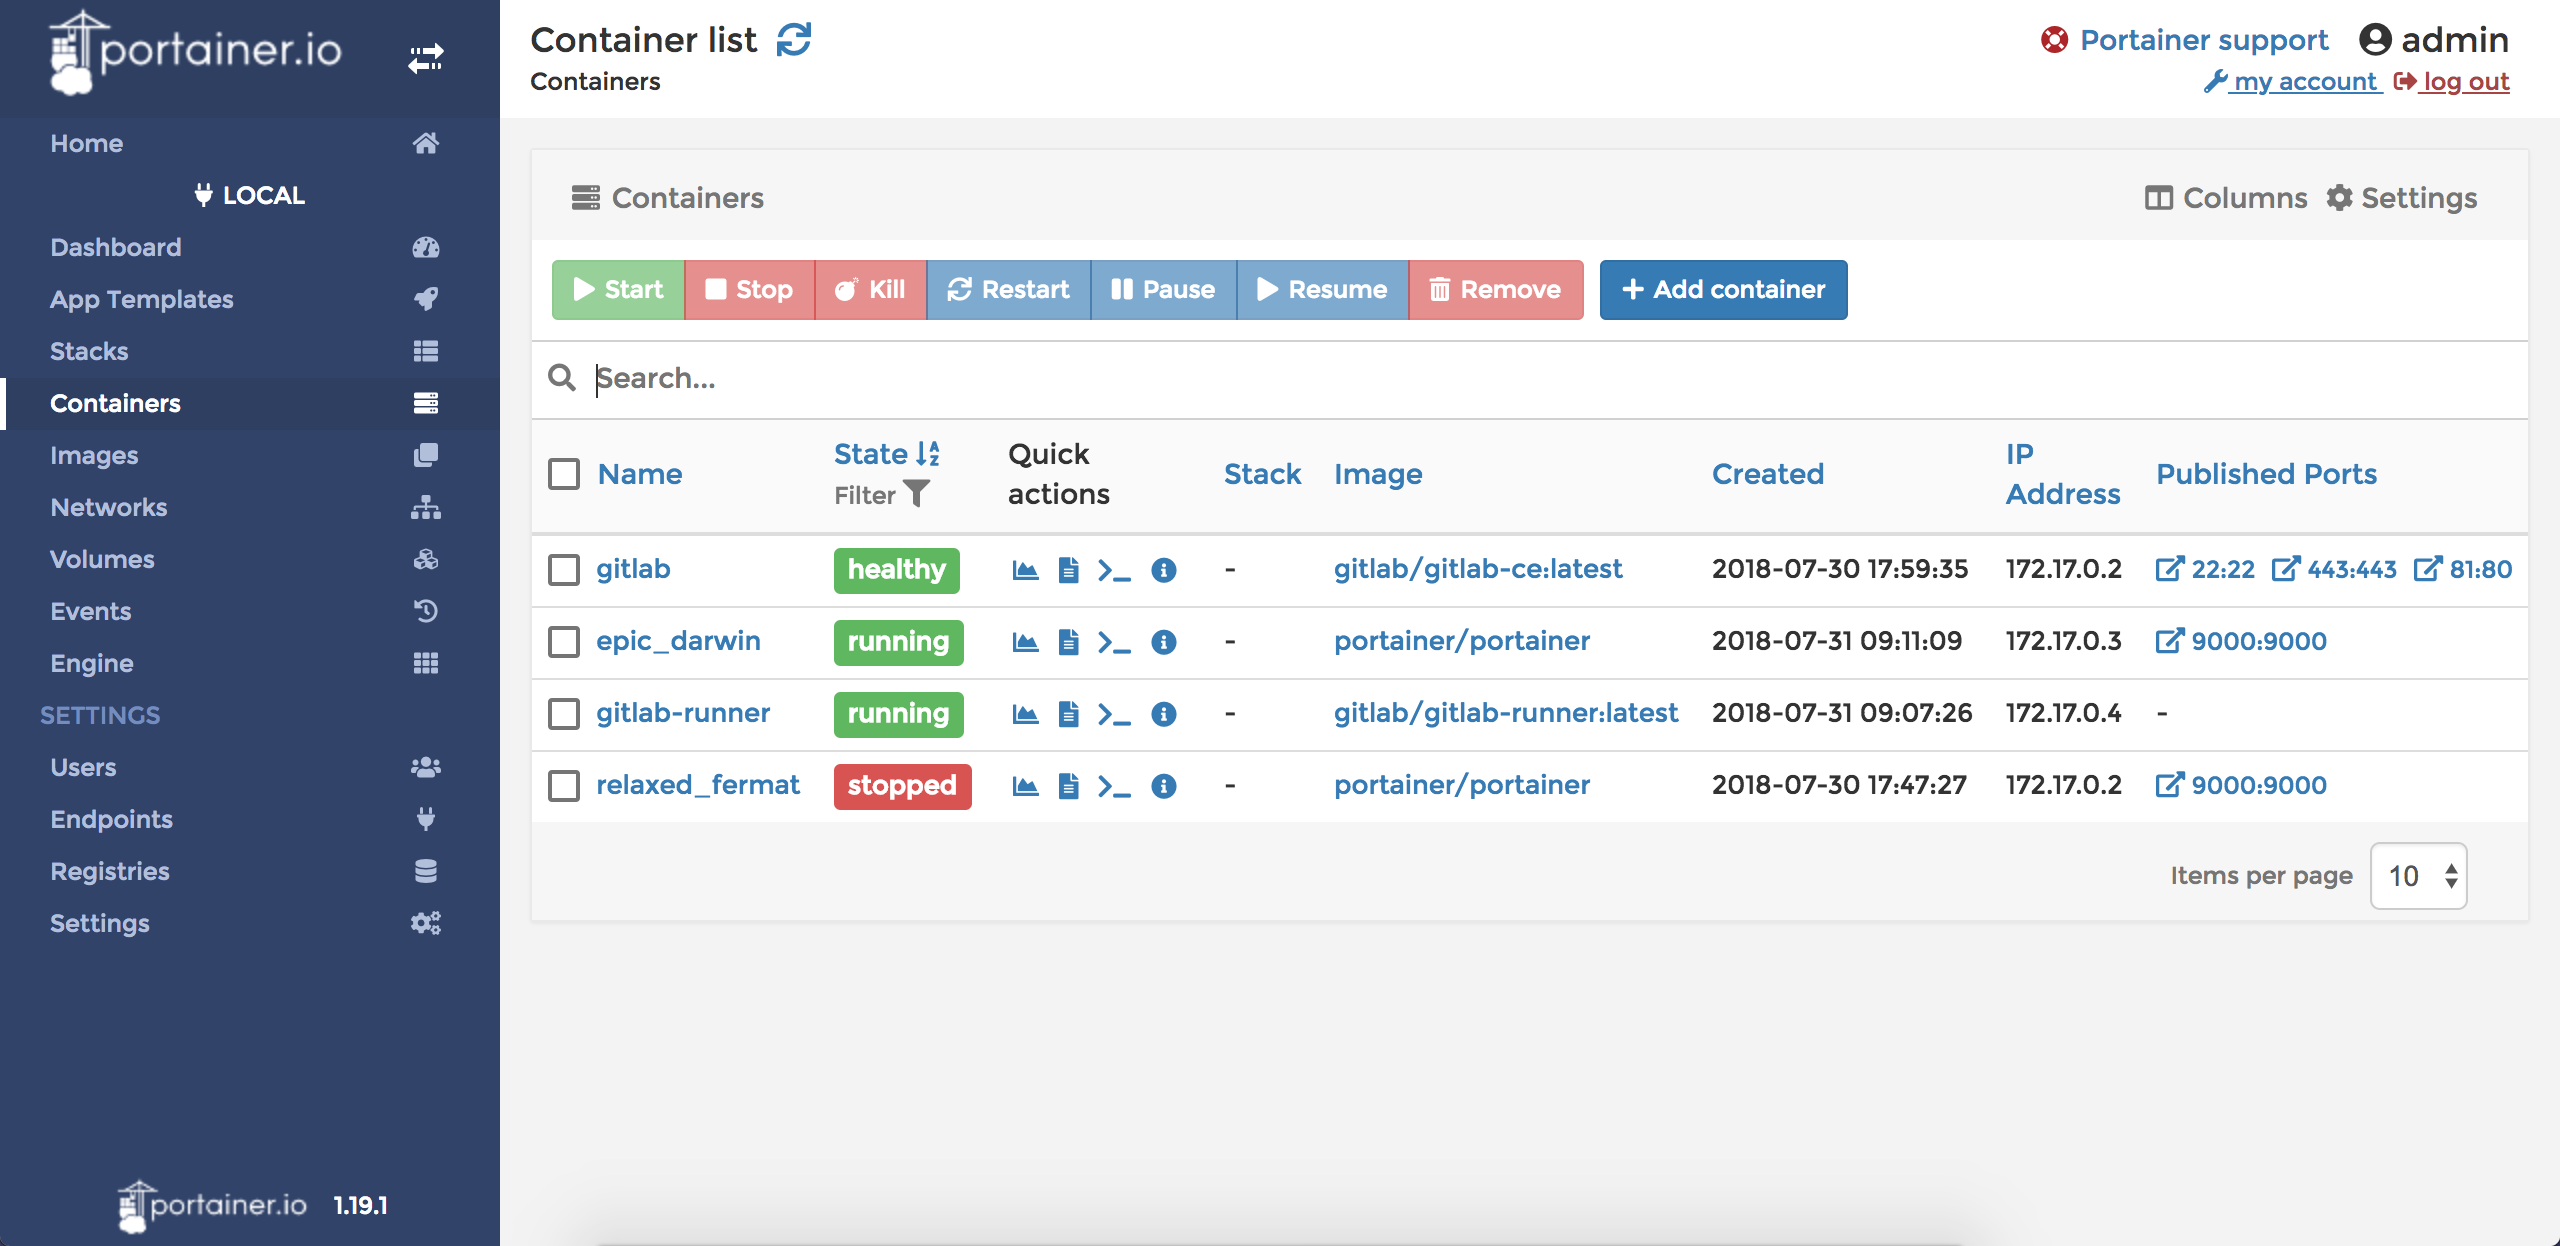 portainer.io
Container list
Portainer support admin
Containers
my account log out
Home
LOCAL
Dashboard
App Templates
Stacks
Containers
Images
Networks
Volumes
Events
Engine
SETTINGS
Users
Endpoints
Registries
Settings
portainer.io 1.19.1
Containers
Columns Settings
Start Stop Kill Restart Pause Resume Remove Add container
Search...
Name State Filter Quick actions Stack Image Created IP Address Published Ports
gitlab healthy - gitlab/gitlab-ce:latest 2018-07-30 17:59:35 172.17.0.2 22:22 443:443 81:80
epic_darwin running - portainer/portainer 2018-07-31 09:11:09 172.17.0.3 9000:9000
gitlab-runner running - gitlab/gitlab-runner:latest 2018-07-31 09:07:26 172.17.0.4 -
relaxed_fermat stopped - portainer/portainer 2018-07-30 17:47:27 172.17.0.2 9000:9000
Items per page 10